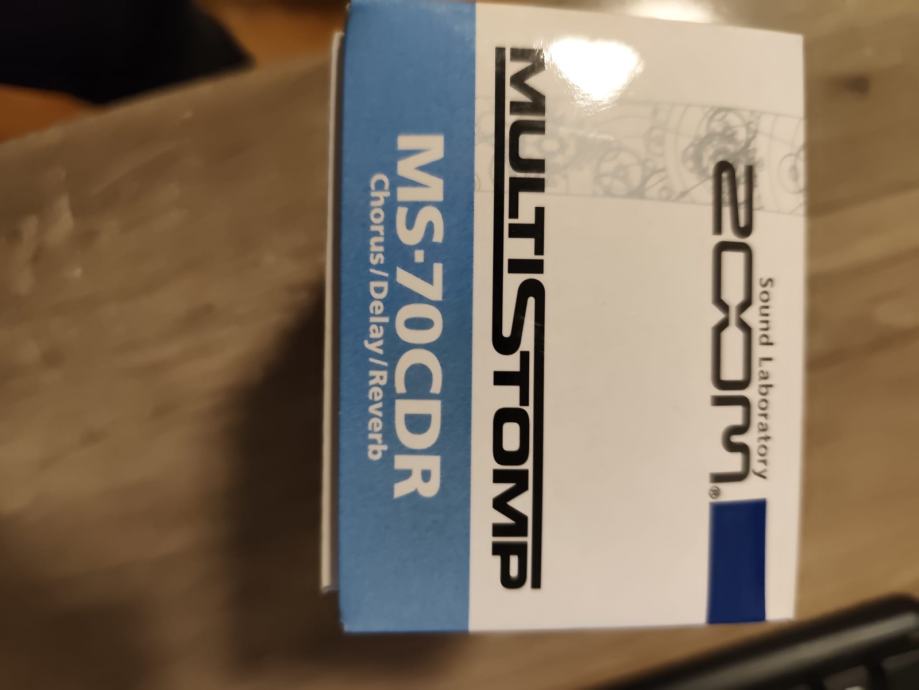 Sound Laboratory
ZOOM®
MULTISTOMP
MS-70CDR
Chorus/Delay/Reverb